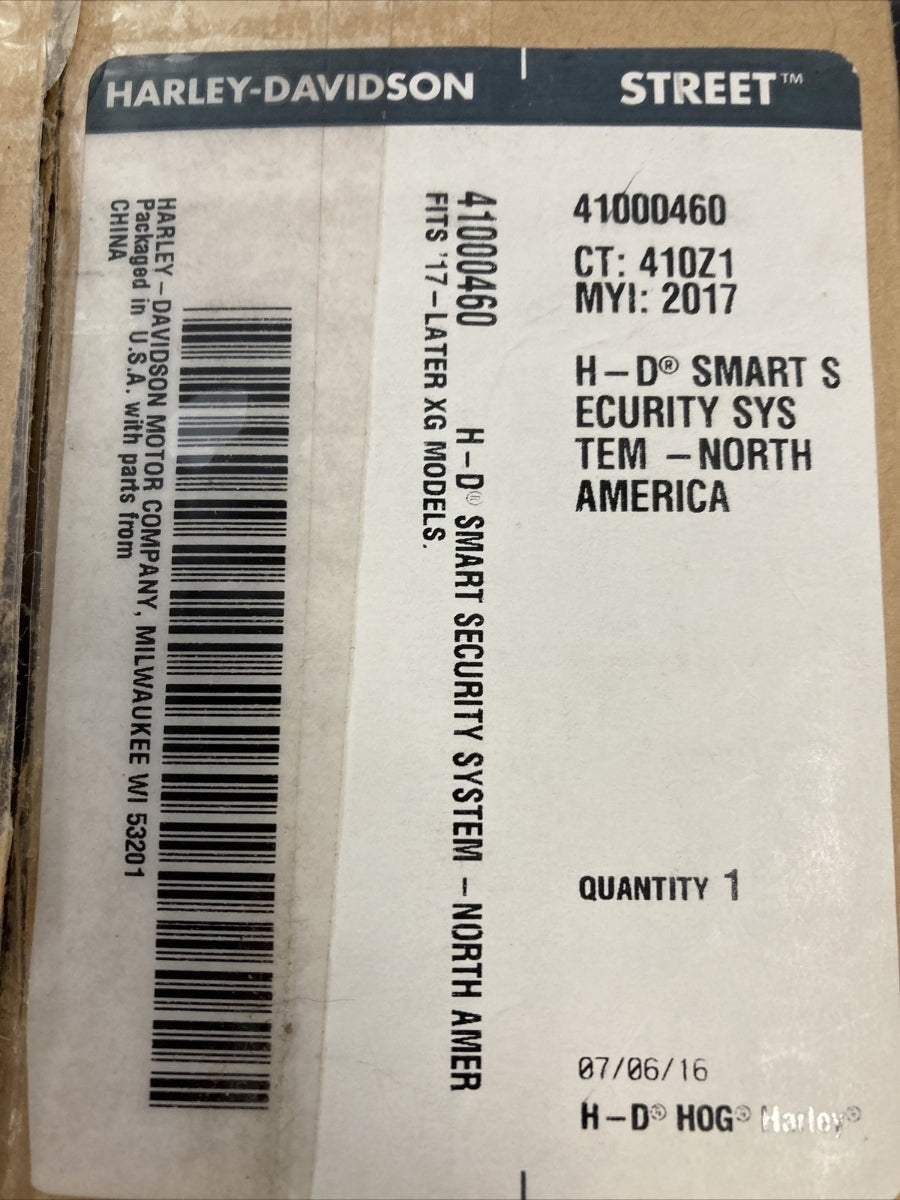 HARLEY-DAVIDSON STREET™
41000460
CT: 410Z1
MYI: 2017
H-D® SMART S
ECURITY SYS
TEM -NORTH
AMERICA
QUANTITY 1
07/06/16
H-D® HOG® Harley®
41000460 H-D® SMART SECURITY SYSTEM - NORTH AMER
FITS '17-LATER XG MODELS.
HARLEY-DAVIDSON MOTOR COMPANY, MILWAUKEE WI 53201
Packaged in U.S.A. with parts from
CHINA